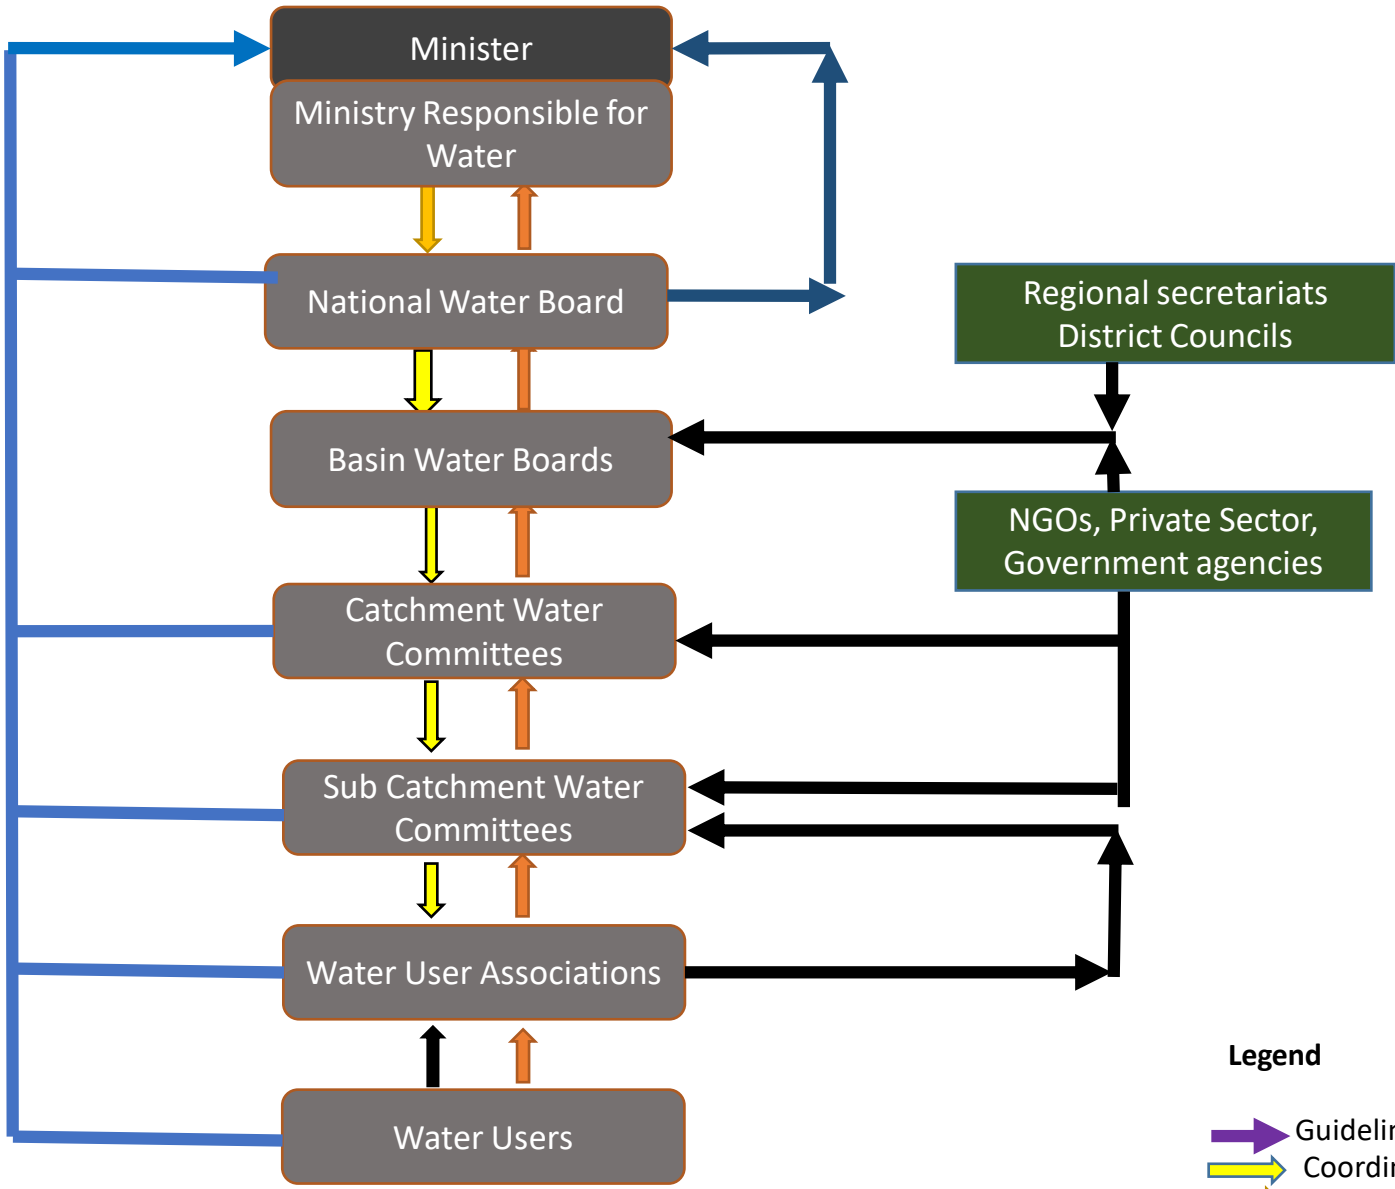 Minister
Ministry Responsible for
Water
National Water Board
Regional secretariats
District Councils
Basin Water Boards
NGOs, Private Sector,
Government agencies
Catchment Water
Committees
Sub Catchment Water
Committees
Water User Associations
Water Users
Legend